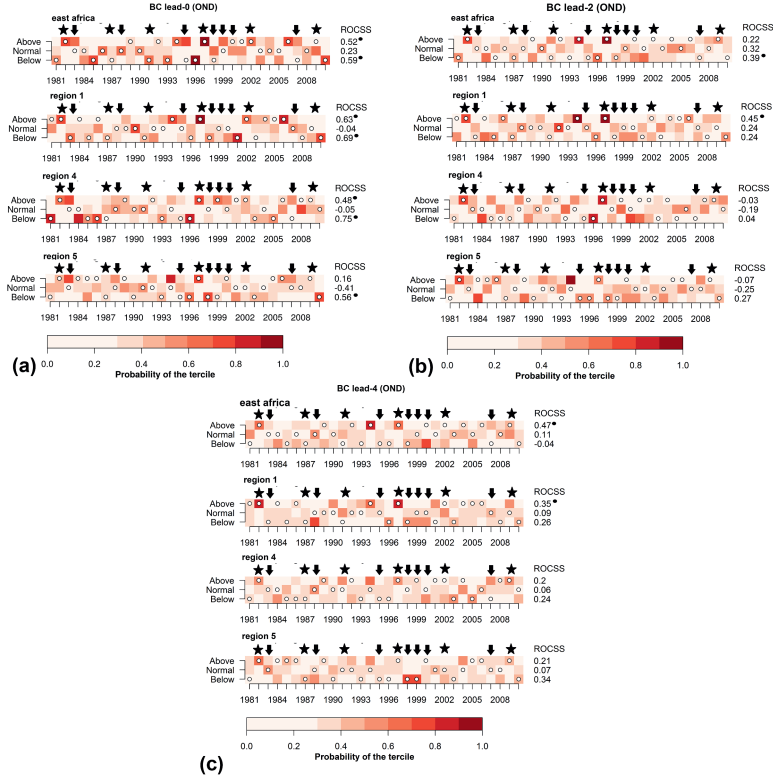 BC lead-0 (OND)
east africa
ROCSS
Above 0.52
Normal 0.23
Below 0.59
1981 1984 1987 1990 1993 1996 1999 2002 2005 2008
region 1
ROCSS
Above 0.63
Normal -0.04
Below 0.69
1981 1984 1987 1990 1993 1996 1999 2002 2005 2008
region 4
ROCSS
Above 0.48
Normal -0.05
Below 0.75
1981 1984 1987 1990 1993 1996 1999 2002 2005 2008
region 5
ROCSS
Above 0.16
Normal -0.41
Below 0.56
1981 1984 1987 1990 1993 1996 1999 2002 2005 2008
0.0 0.2 0.4 0.6 0.8 1.0
Probability of the tercile
(a)
BC lead-2 (OND)
east africa
ROCSS
Above 0.22
Normal 0.32
Below 0.39
1981 1984 1987 1990 1993 1996 1999 2002 2005 2008
region 1
ROCSS
Above 0.45
Normal 0.24
Below 0.24
1981 1984 1987 1990 1993 1996 1999 2002 2005 2008
region 4
ROCSS
Above -0.03
Normal -0.19
Below 0.04
1981 1984 1987 1990 1993 1996 1999 2002 2005 2008
region 5
ROCSS
Above -0.07
Normal -0.25
Below 0.27
1981 1984 1987 1990 1993 1996 1999 2002 2005 2008
0.0 0.2 0.4 0.6 0.8 1.0
Probability of the tercile
(b)
BC lead-4 (OND)
east africa
ROCSS
Above 0.47
Normal 0.11
Below -0.04
1981 1984 1987 1990 1993 1996 1999 2002 2005 2008
region 1
ROCSS
Above 0.35
Normal 0.09
Below 0.26
1981 1984 1987 1990 1993 1996 1999 2002 2005 2008
region 4
ROCSS
Above 0.2
Normal 0.06
Below 0.24
1981 1984 1987 1990 1993 1996 1999 2002 2005 2008
region 5
ROCSS
Above 0.21
Normal 0.07
Below 0.34
1981 1984 1987 1990 1993 1996 1999 2002 2005 2008
0.0 0.2 0.4 0.6 0.8 1.0
Probability of the tercile
(c)